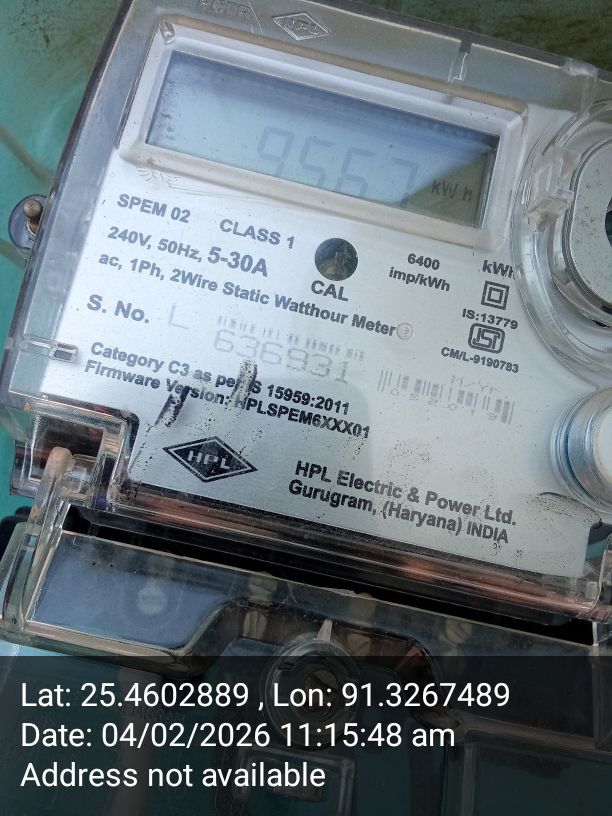 HPL
9567 kWh
SPEM 02 CLASS 1
240V, 50Hz, 5-30A
ac, 1Ph, 2Wire Static Watthour Meter
CAL
6400
imp/kWh
kWh
IS:13779
CM/L-9190783
S. No. L 636931
M/YR
Category C3 as per IS 15959:2011
Firmware Version: HPLSPEM6XXX01
HPL
HPL Electric & Power Ltd.
Gurugram, (Haryana) INDIA
Lat: 25.4602889 , Lon: 91.3267489
Date: 04/02/2026 11:15:48 am
Address not available